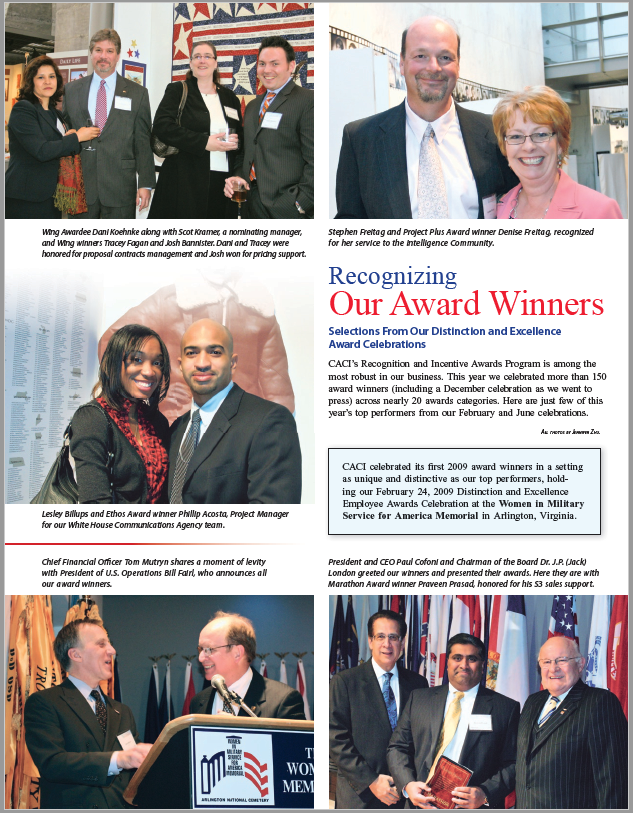 Wing Awardee Dani Koehnke along with Scot Kramer, a nominating manager,
and Wing winners Tracey Fagan and Josh Bannister. Dani and Tracey were
honored for proposal contracts management and Josh won for pricing support.
Stephen Freitag and Project Plus Award winner Denise Freitag, recognized
for her service to the Intelligence Community.
Recognizing
Our Award Winners
Selections From Our Distinction and Excellence
Award Celebrations
CACI's Recognition and Incentive Awards Program is among the
most robust in our business. This year we celebrated more than 150
award winners (including a December celebration as we went to
press) across nearly 20 awards categories. Here are just few of this
year's top performers from our February and June celebrations.
All photos by Jennifer
CACI celebrated its first 2009 award winners in a setting
as unique and distinctive as our top performers, hold-
ing our February 24, 2009 Distinction and Excellence
Employee Awards Celebration at the Women in Military
Service for America Memorial in Arlington, Virginia.
Lesley Billups and Ethos Award winner Phillip Acosta, Project Manager
for our White House Communications Agency team.
Chief Financial Officer Tom Mutryn shares a moment of levity
with President of U.S. Operations Bill Fairl, who announces all
our award winners.
President and CEO Paul Cofoni and Chairman of the Board Dr. J.P. (Jack)
London greeted our winners and presented their awards. Here they are with
Marathon Award winner Praveen Prasad, honored for his S3 sales support.
WOMEN
IN
MILITARY
SERVICE
FOR
AMERICA
MEMORIAL
ARLINGTON NATIONAL CEMETERY
T
WOM
MEM